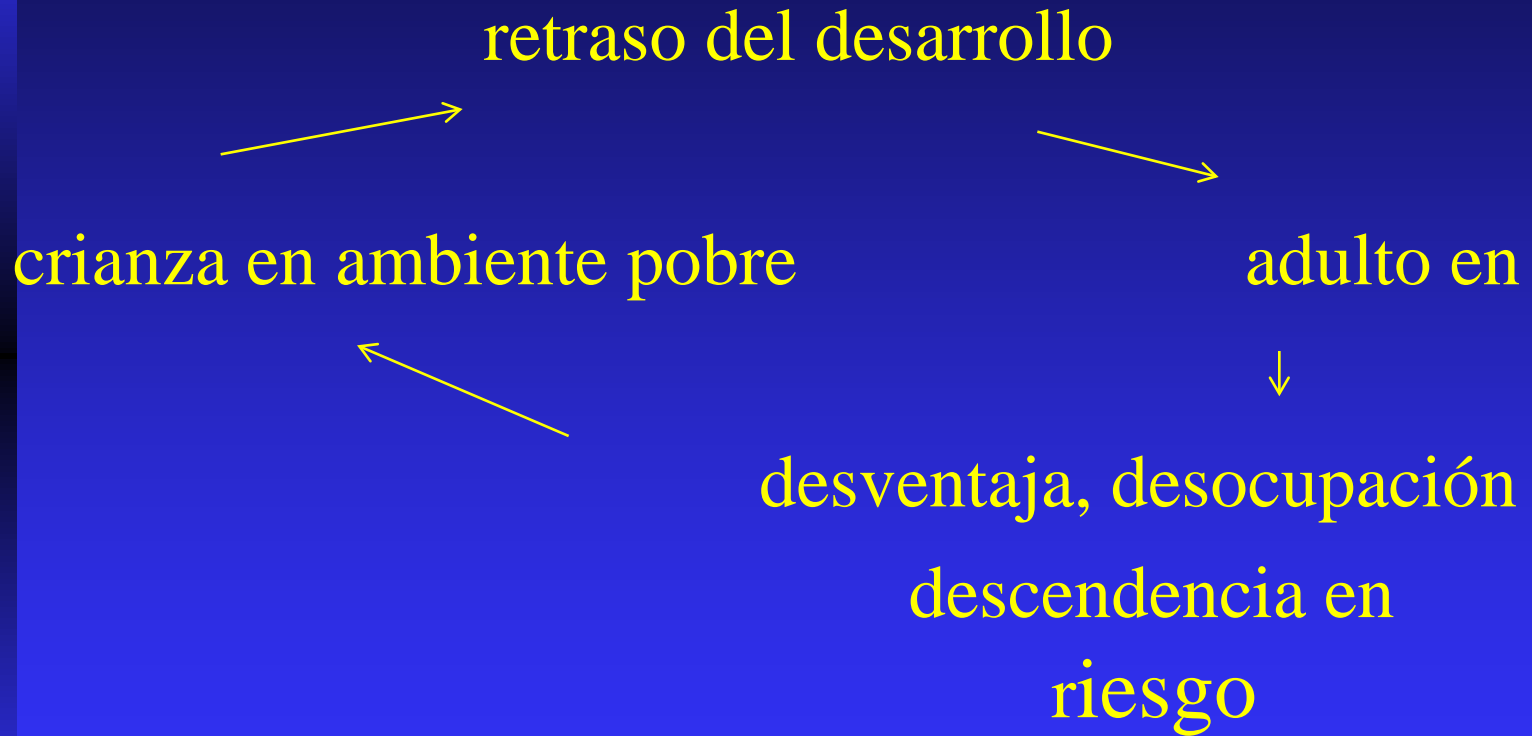 retraso del desarrollo
crianza en ambiente pobre adulto en
desventaja, desocupación
descendencia en
riesgo